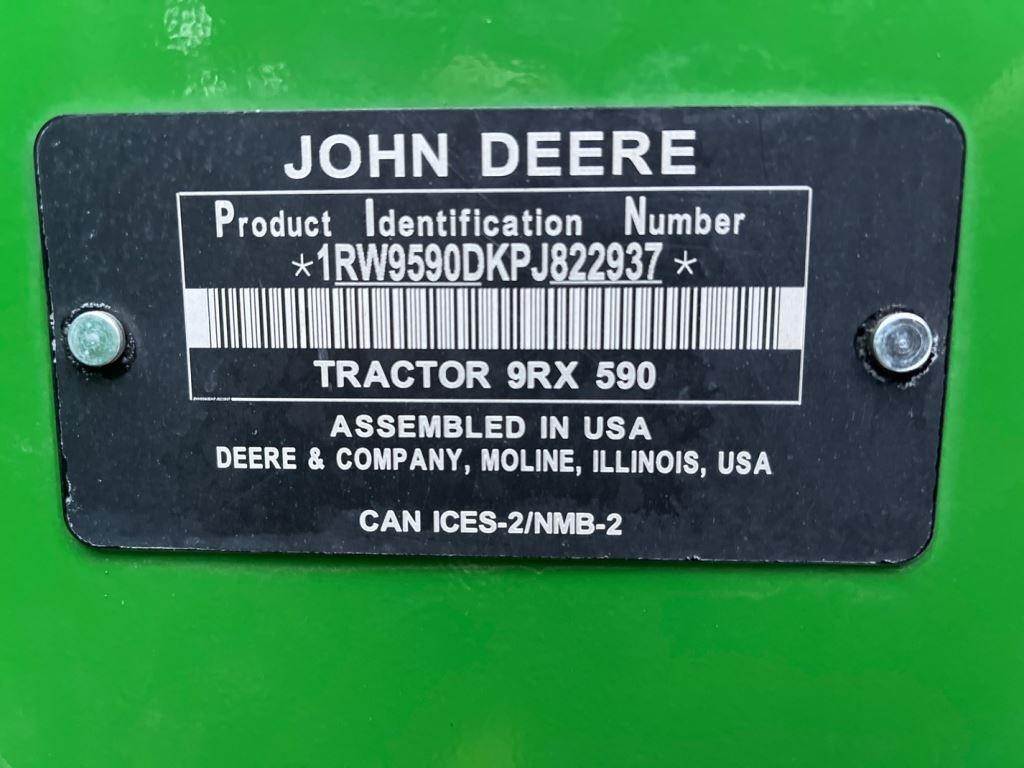 JOHN DEERE
Product Identification Number
*1RW9590DKPJ822937*
TRACTOR 9RX 590
ASSEMBLED IN USA
DEERE & COMPANY, MOLINE, ILLINOIS, USA
CAN ICES-2/NMB-2